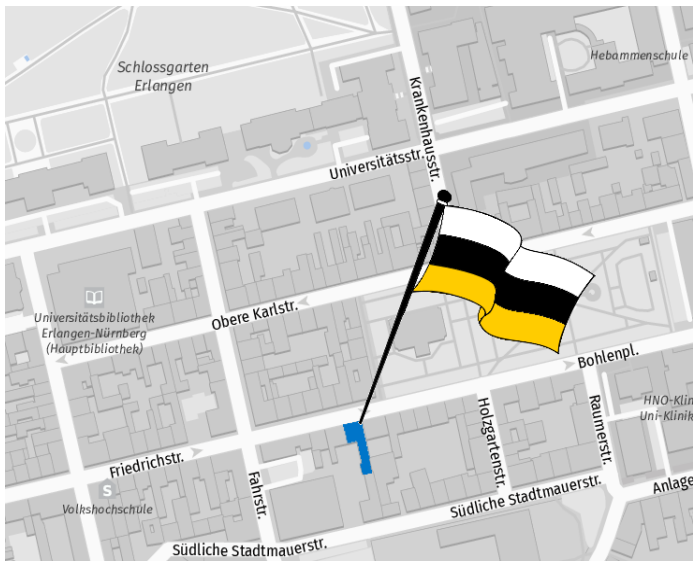 Schlossgarten
Erlangen
Hebammenschule
Krankenhausstr.
Universitätsstr.
Universitätsbibliothek
Erlangen-Nürnberg
(Hauptbibliothek)
Obere Karlstr.
Bohlenpl.
HNO-Klin
Uni-Klinik
Holzgartenstr.
Raumerstr.
Friedrichstr.
Fahrstr.
S
Volkshochschule
Südliche Stadtmauerstr.
Anlage
Südliche Stadtmauerstr.